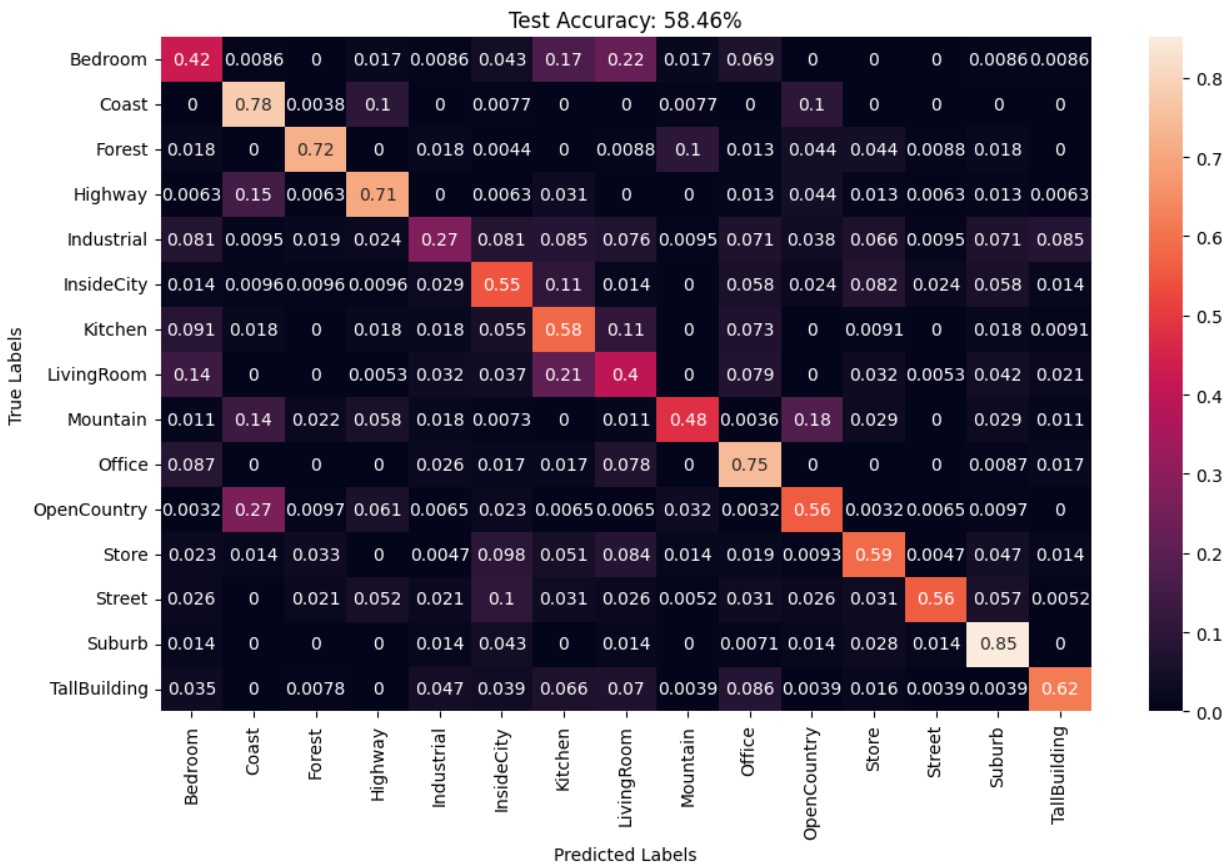 Test Accuracy: 58.46%
Bedroom 0.42 0.0086 0 0.017 0.0086 0.043 0.17 0.22 0.017 0.069 0 0 0 0.0086 0.0086
Coast 0 0.78 0.0038 0.1 0 0.0077 0 0 0.0077 0 0.1 0 0 0 0
Forest 0.018 0 0.72 0 0.018 0.0044 0 0.0088 0.1 0.013 0.044 0.044 0.0088 0.018 0
Highway 0.0063 0.15 0.0063 0.71 0 0.0063 0.031 0 0 0.013 0.044 0.013 0.0063 0.013 0.0063
Industrial 0.081 0.0095 0.019 0.024 0.27 0.081 0.085 0.076 0.0095 0.071 0.038 0.066 0.0095 0.071 0.085
InsideCity 0.014 0.0096 0.0096 0.0096 0.029 0.55 0.11 0.014 0 0.058 0.024 0.082 0.024 0.058 0.014
Kitchen 0.091 0.018 0 0.018 0.018 0.055 0.58 0.11 0 0.073 0 0.0091 0 0.018 0.0091
LivingRoom 0.14 0 0 0.0053 0.032 0.037 0.21 0.4 0 0.079 0 0.032 0.0053 0.042 0.021
Mountain 0.011 0.14 0.022 0.058 0.018 0.0073 0 0.011 0.48 0.0036 0.18 0.029 0 0.029 0.011
Office 0.087 0 0 0 0.026 0.017 0.017 0.078 0 0.75 0 0 0 0.0087 0.017
OpenCountry 0.0032 0.27 0.0097 0.061 0.0065 0.023 0.0065 0.0065 0.032 0.0032 0.56 0.0032 0.0065 0.0097 0
Store 0.023 0.014 0.033 0 0.0047 0.098 0.051 0.084 0.014 0.019 0.0093 0.59 0.0047 0.047 0.014
Street 0.026 0 0.021 0.052 0.021 0.1 0.031 0.026 0.0052 0.031 0.026 0.031 0.56 0.057 0.0052
Suburb 0.014 0 0 0 0.014 0.043 0 0.014 0 0.0071 0.014 0.028 0.014 0.85 0
TallBuilding 0.035 0 0.0078 0 0.047 0.039 0.066 0.07 0.0039 0.086 0.0039 0.016 0.0039 0.0039 0.62
True Labels
Bedroom Coast Forest Highway Industrial InsideCity Kitchen LivingRoom Mountain Office OpenCountry Store Street Suburb TallBuilding
Predicted Labels
0.8
0.7
0.6
0.5
0.4
0.3
0.2
0.1
0.0